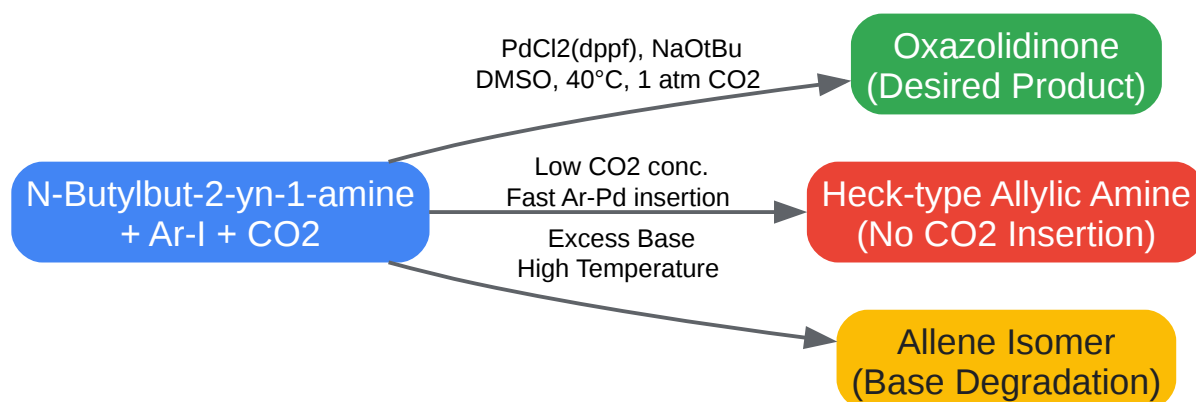 N-Butylbut-2-yn-1-amine
+ Ar-I + CO2
PdCl2(dppf), NaOtBu
DMSO, 40°C, 1 atm CO2
Oxazolidinone
(Desired Product)
Low CO2 conc.
Fast Ar-Pd insertion
Heck-type Allylic Amine
(No CO2 Insertion)
Excess Base
High Temperature
Allene Isomer
(Base Degradation)